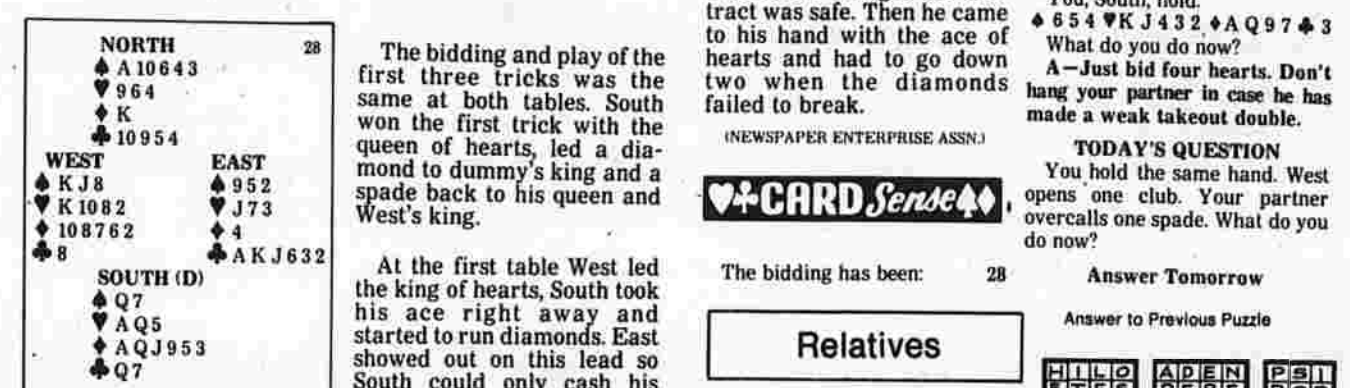 NORTH 28
♠ A 10 6 4 3
♥ 9 6 4
♦ K
♣ 10 9 5 4
WEST EAST
♠ K J 8 ♠ 9 5 2
♥ K 10 8 2 ♥ J 7 3
♦ 10 8 7 6 2 ♦ 4
♣ 8 ♣ A K J 6 3 2
SOUTH (D)
♠ Q 7
♥ A Q 5
♦ A Q J 9 5 3
♣ Q 7
The bidding and play of the
first three tricks was the
same at both tables. South
won the first trick with the
queen of hearts, led a dia-
mond to dummy's king and a
spade back to his queen and
West's king.
At the first table West led
the king of hearts, South took
his ace right away and
started to run diamonds. East
showed out on this lead so
South could only cash his
tract was safe. Then he came
to his hand with the ace of
hearts and had to go down
two when the diamonds
failed to break.
(NEWSPAPER ENTERPRISE ASSN.)
♥♣CARD Sense♠♦
The bidding has been: 28
Relatives
You, South, hold:
♠ 6 5 4 ♥ K J 4 3 2 ♦ A Q 9 7 ♣ 3
What do you do now?
A—Just bid four hearts. Don't
hang your partner in case he has
made a weak takeout double.
TODAY'S QUESTION
You hold the same hand. West
opens one club. Your partner
overcalls one spade. What do you
do now?
Answer Tomorrow
Answer to Previous Puzzle
HILO ADEN PSI